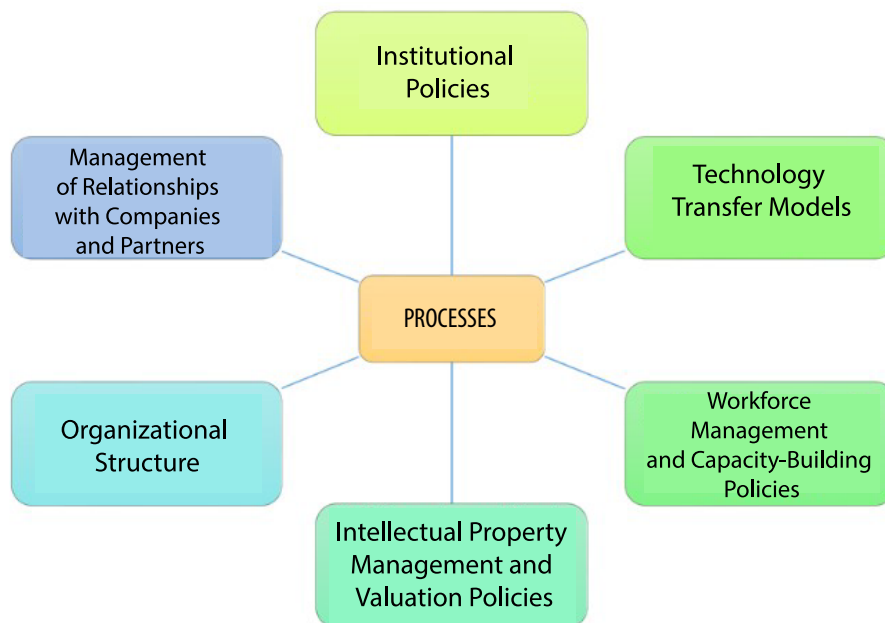 Institutional
Policies
Management
of Relationships
with Companies
and Partners
Technology
Transfer Models
PROCESSES
Organizational
Structure
Workforce
Management
and Capacity-Building
Policies
Intellectual Property
Management and
Valuation Policies